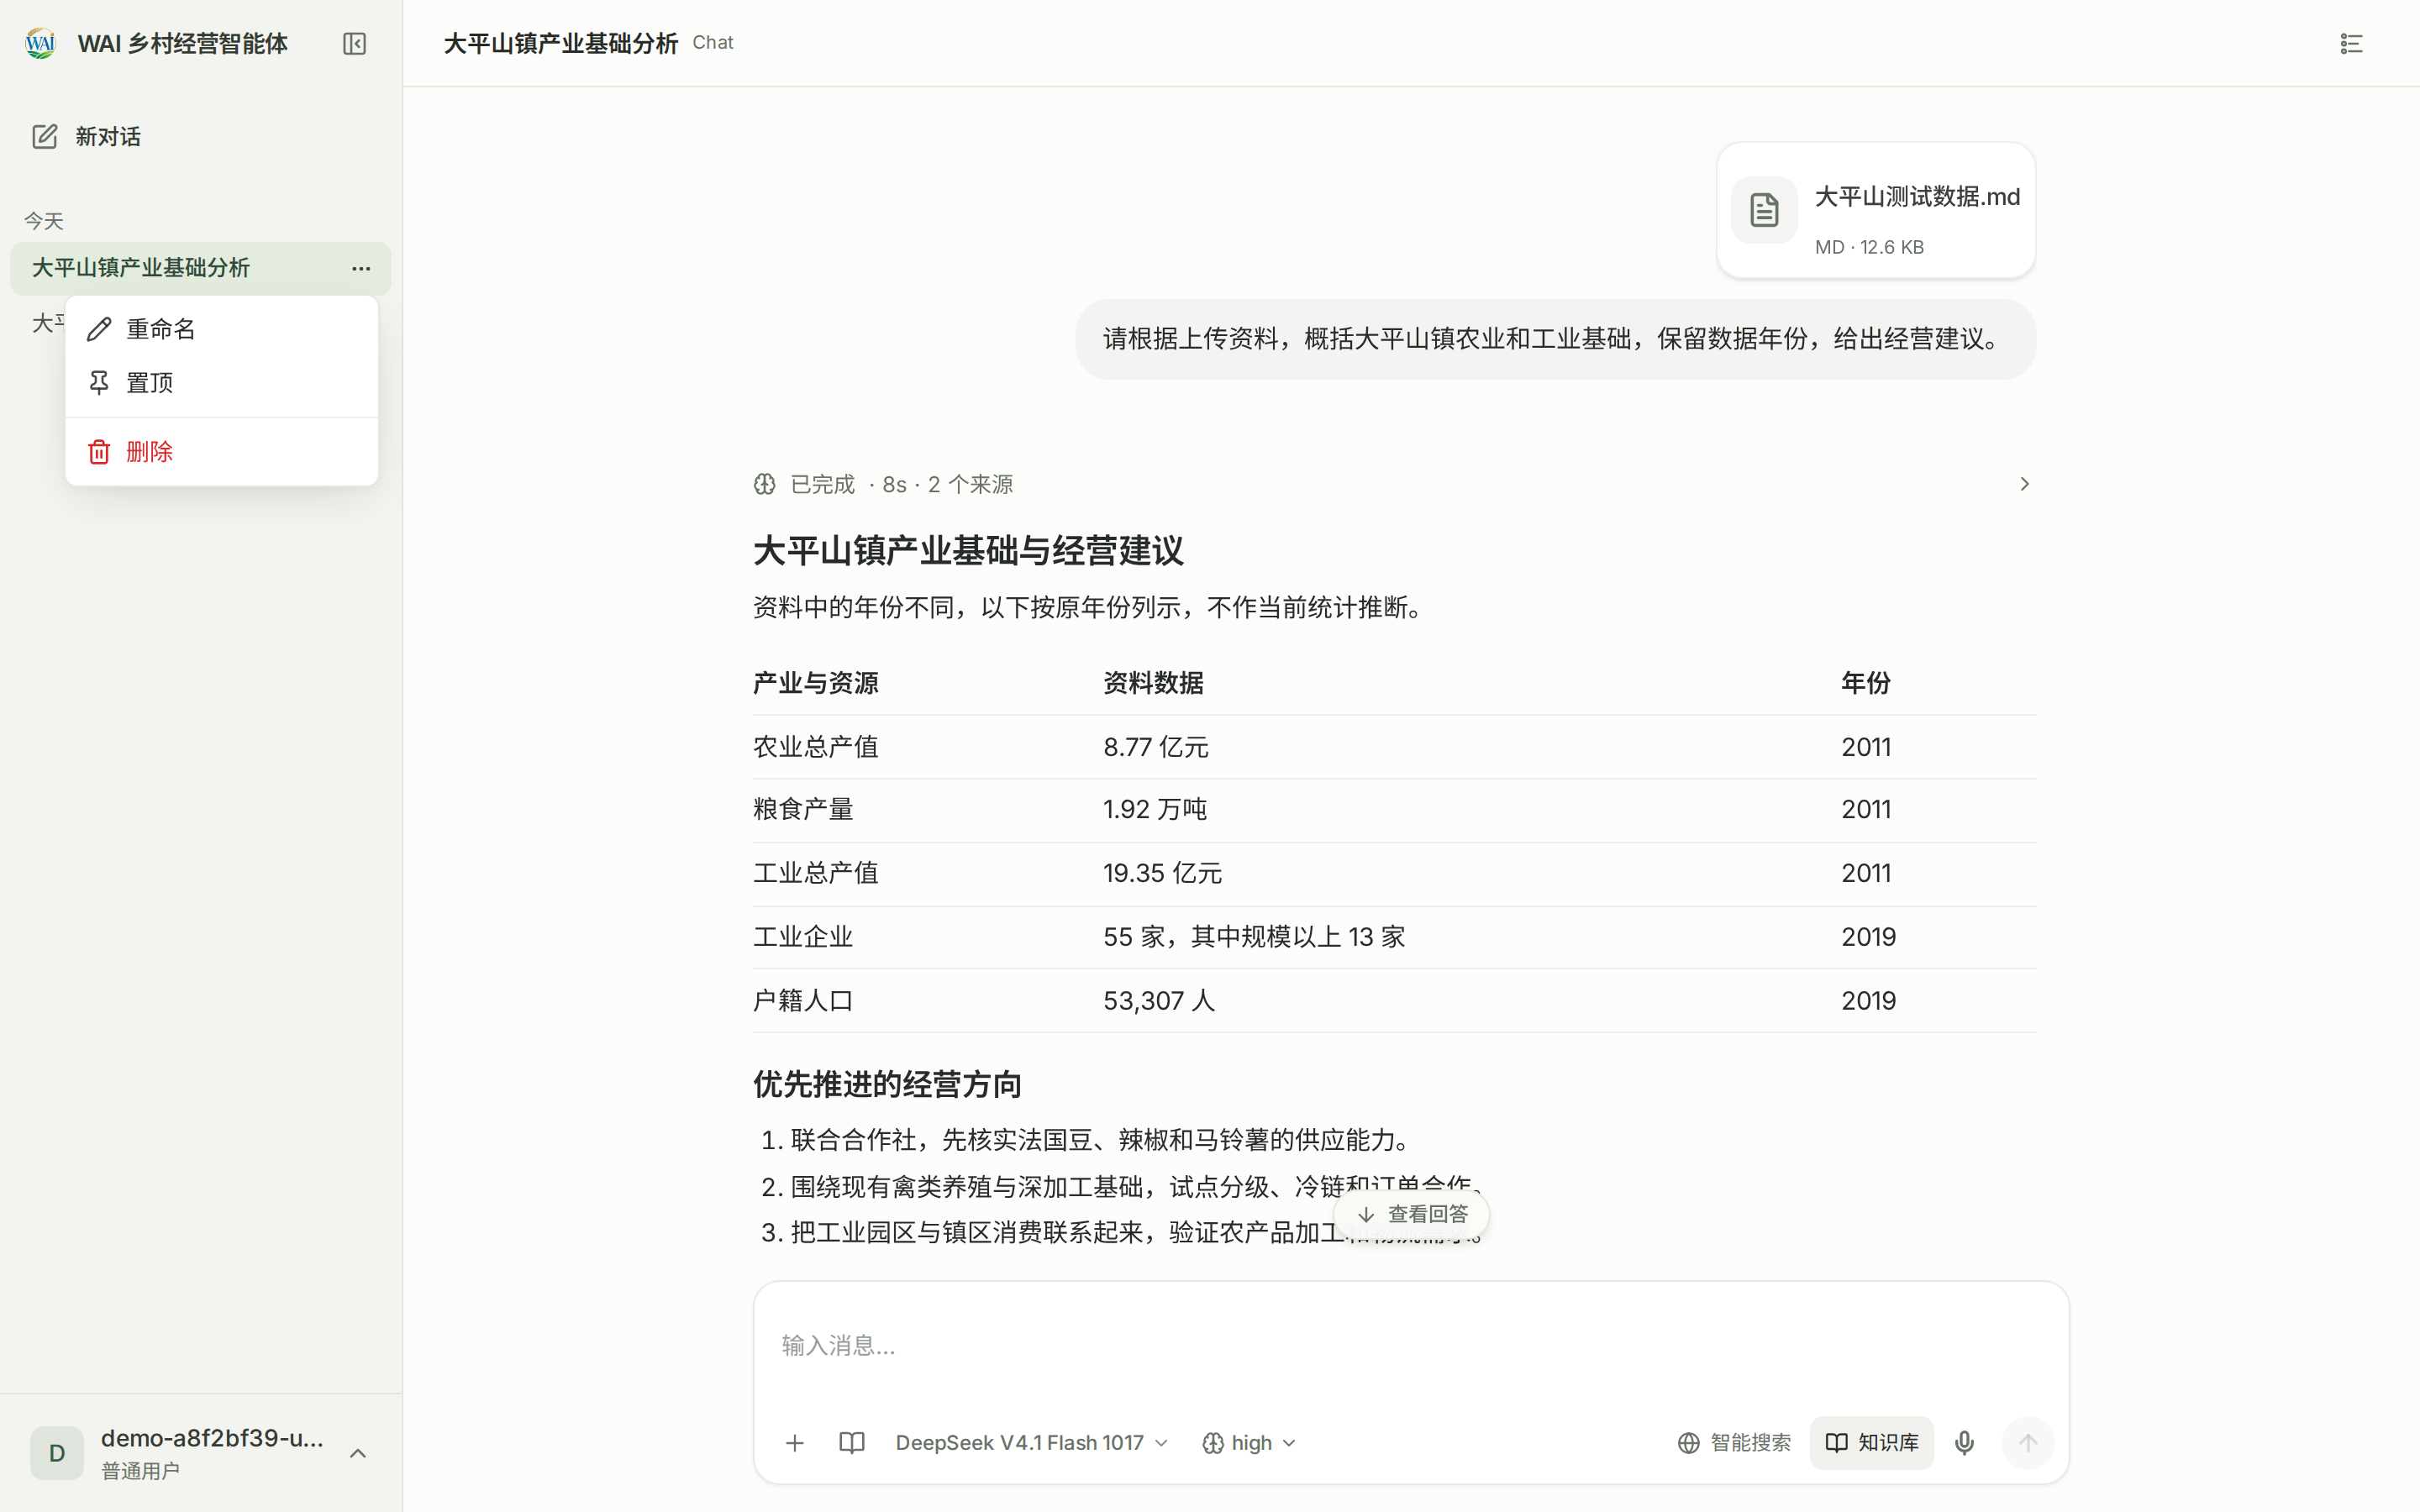 WAI 乡村经营智能体
新对话
今天
大平山镇产业基础分析
大
重命名
置顶
删除
demo-a8f2bf39-u...
D
普通用户
大平山镇产业基础分析 Chat
大平山测试数据.md
MD · 12.6 KB
请根据上传资料，概括大平山镇农业和工业基础，保留数据年份，给出经营建议。
已完成 · 8s · 2 个来源
大平山镇产业基础与经营建议
资料中的年份不同，以下按原年份列示，不作当前统计推断。
产业与资源 资料数据 年份
农业总产值 8.77 亿元 2011
粮食产量 1.92 万吨 2011
工业总产值 19.35 亿元 2011
工业企业 55 家，其中规模以上 13 家 2019
户籍人口 53,307 人 2019
优先推进的经营方向
1. 联合合作社，先核实法国豆、辣椒和马铃薯的供应能力。
2. 围绕现有禽类养殖与深加工基础，试点分级、冷链和订单合作。
3. 把工业园区与镇区消费联系起来，验证农产品加工
查看回答
输入消息...
DeepSeek V4.1 Flash 1017 high 智能搜索 知识库